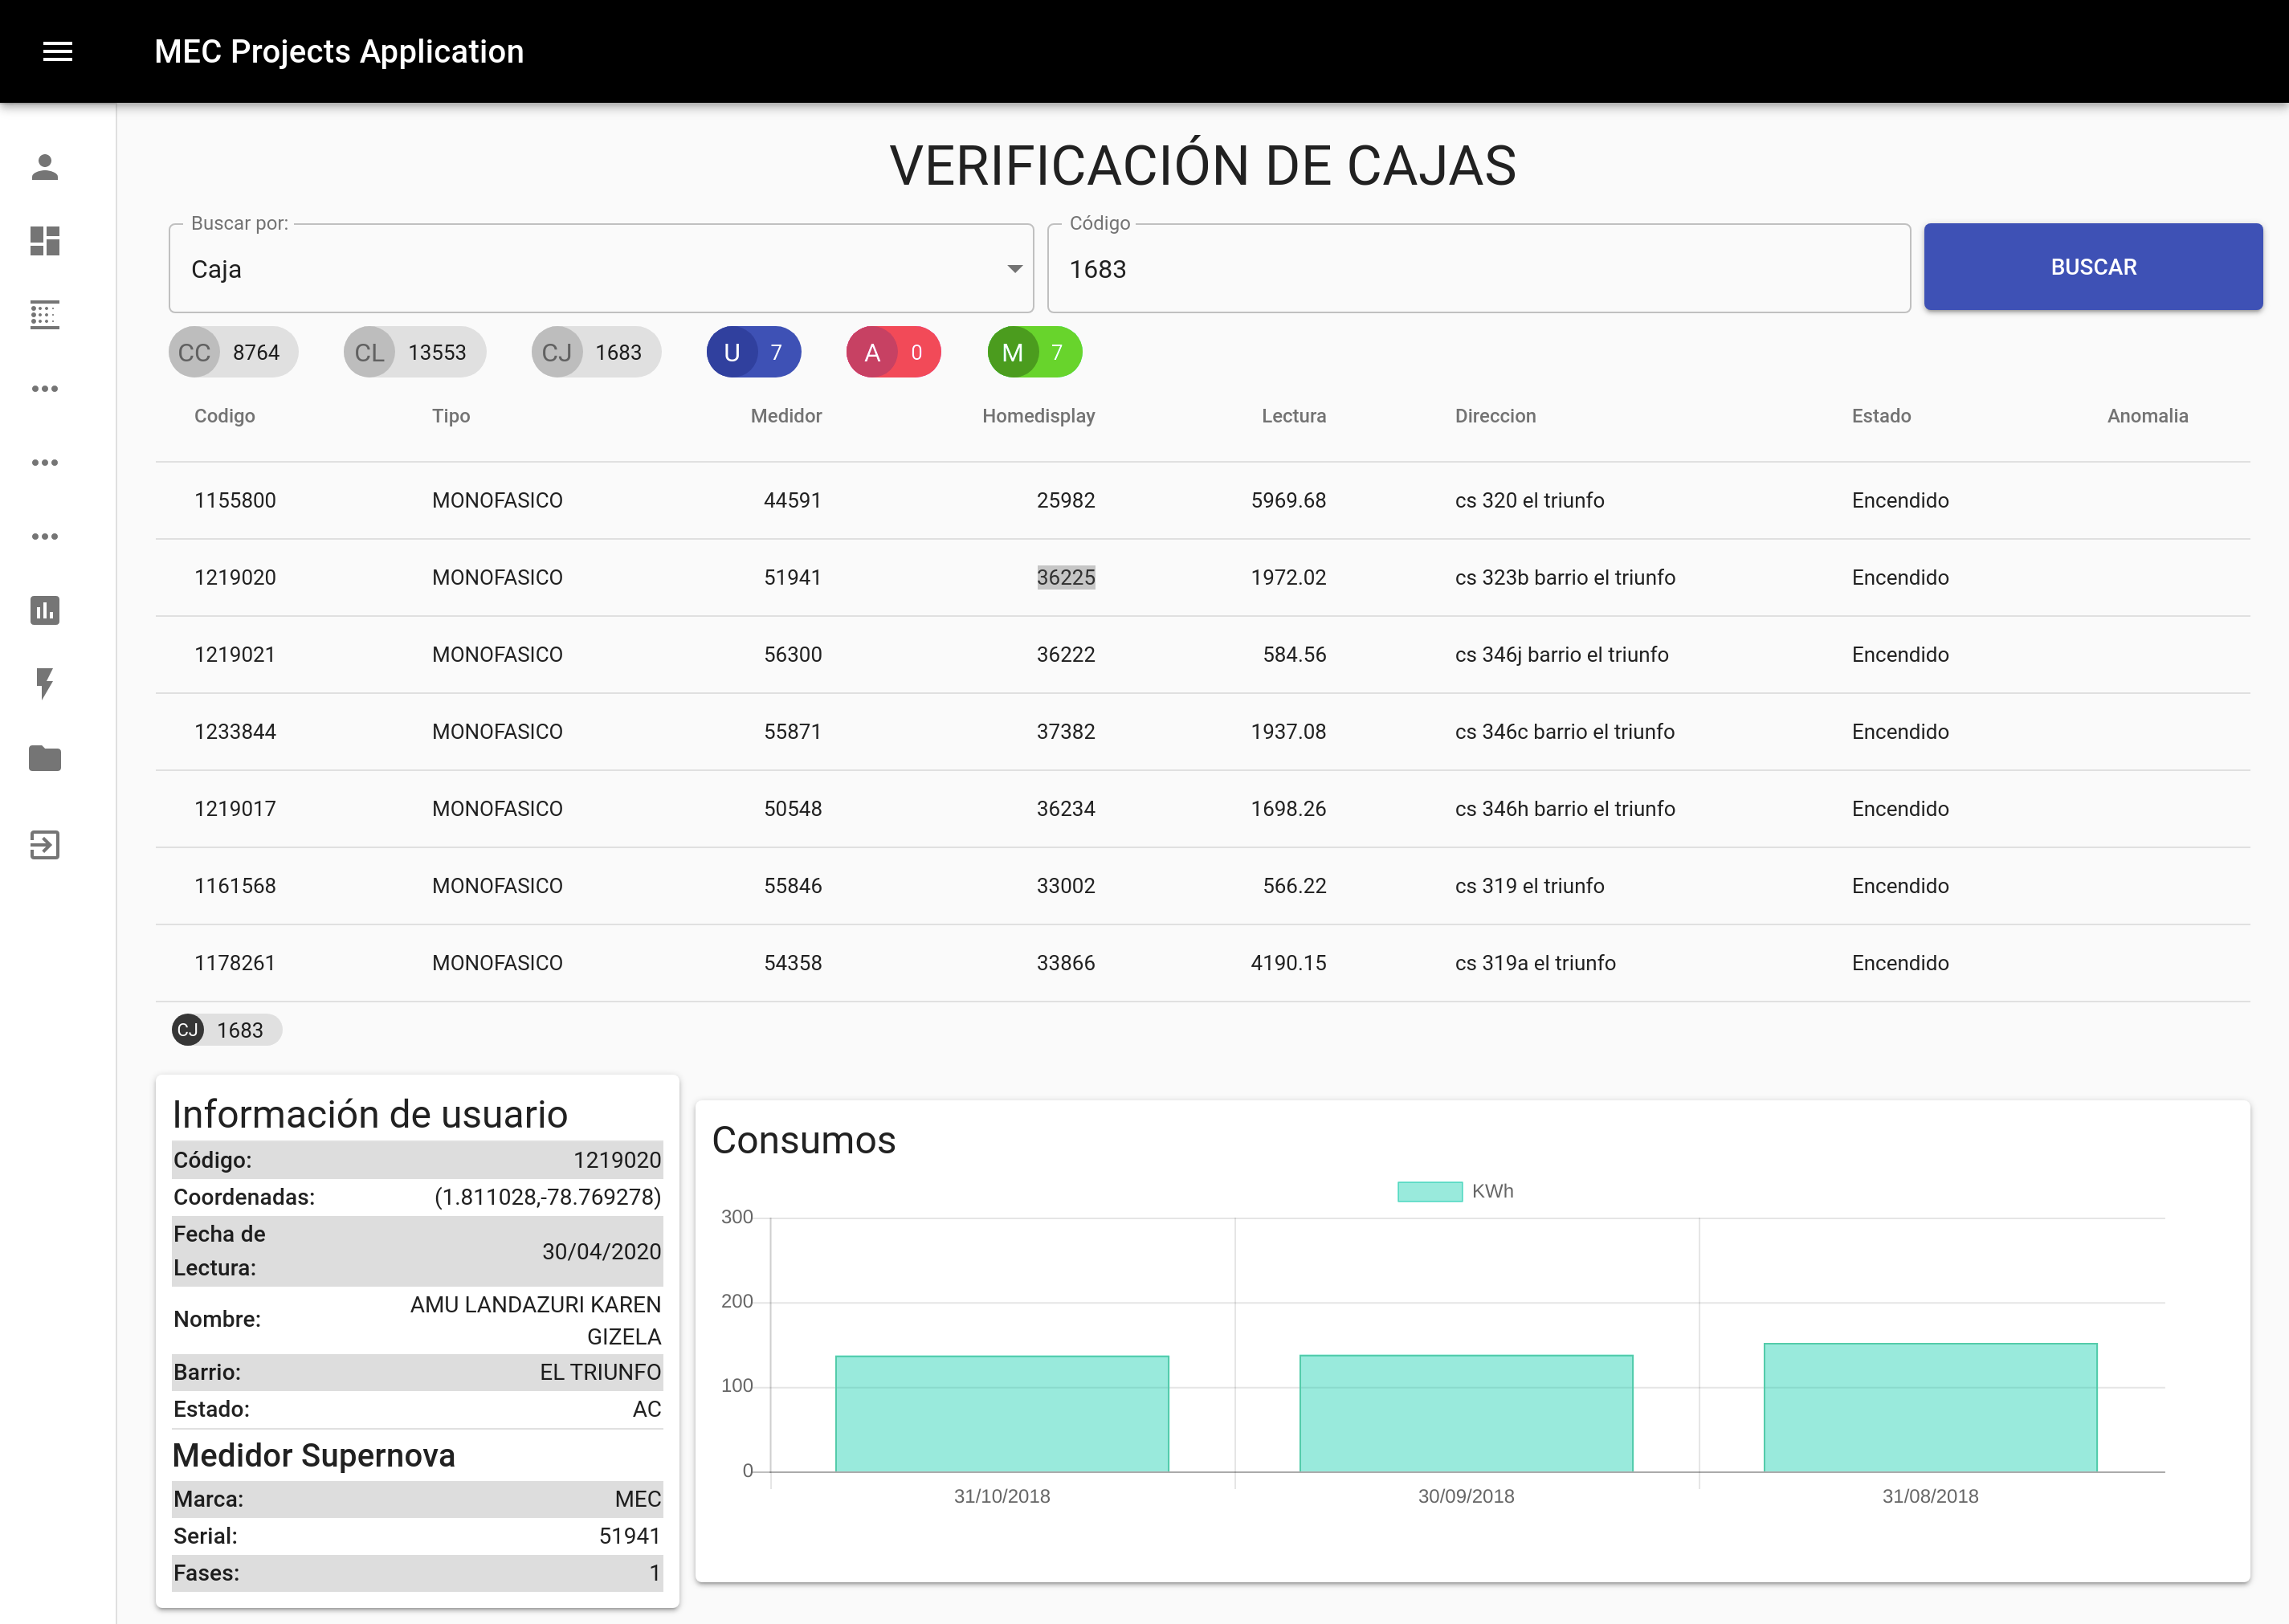 MEC Projects Application
VERIFICACIÓN DE CAJAS
Buscar por:
Caja
Código
1683
BUSCAR
CC 8764 CL 13553 CJ 1683 U 7 A 0 M 7
Codigo Tipo Medidor Homedisplay Lectura Direccion Estado Anomalia
1155800 MONOFASICO 44591 25982 5969.68 cs 320 el triunfo Encendido
1219020 MONOFASICO 51941 36225 1972.02 cs 323b barrio el triunfo Encendido
1219021 MONOFASICO 56300 36222 584.56 cs 346j barrio el triunfo Encendido
1233844 MONOFASICO 55871 37382 1937.08 cs 346c barrio el triunfo Encendido
1219017 MONOFASICO 50548 36234 1698.26 cs 346h barrio el triunfo Encendido
1161568 MONOFASICO 55846 33002 566.22 cs 319 el triunfo Encendido
1178261 MONOFASICO 54358 33866 4190.15 cs 319a el triunfo Encendido
CJ 1683
Información de usuario
Código: 1219020
Coordenadas: (1.811028,-78.769278)
Fecha de
Lectura: 30/04/2020
Nombre: AMU LANDAZURI KAREN
GIZELA
Barrio: EL TRIUNFO
Estado: AC
Medidor Supernova
Marca: MEC
Serial: 51941
Fases: 1
Consumos
KWh
300
200
100
0
31/10/2018 30/09/2018 31/08/2018